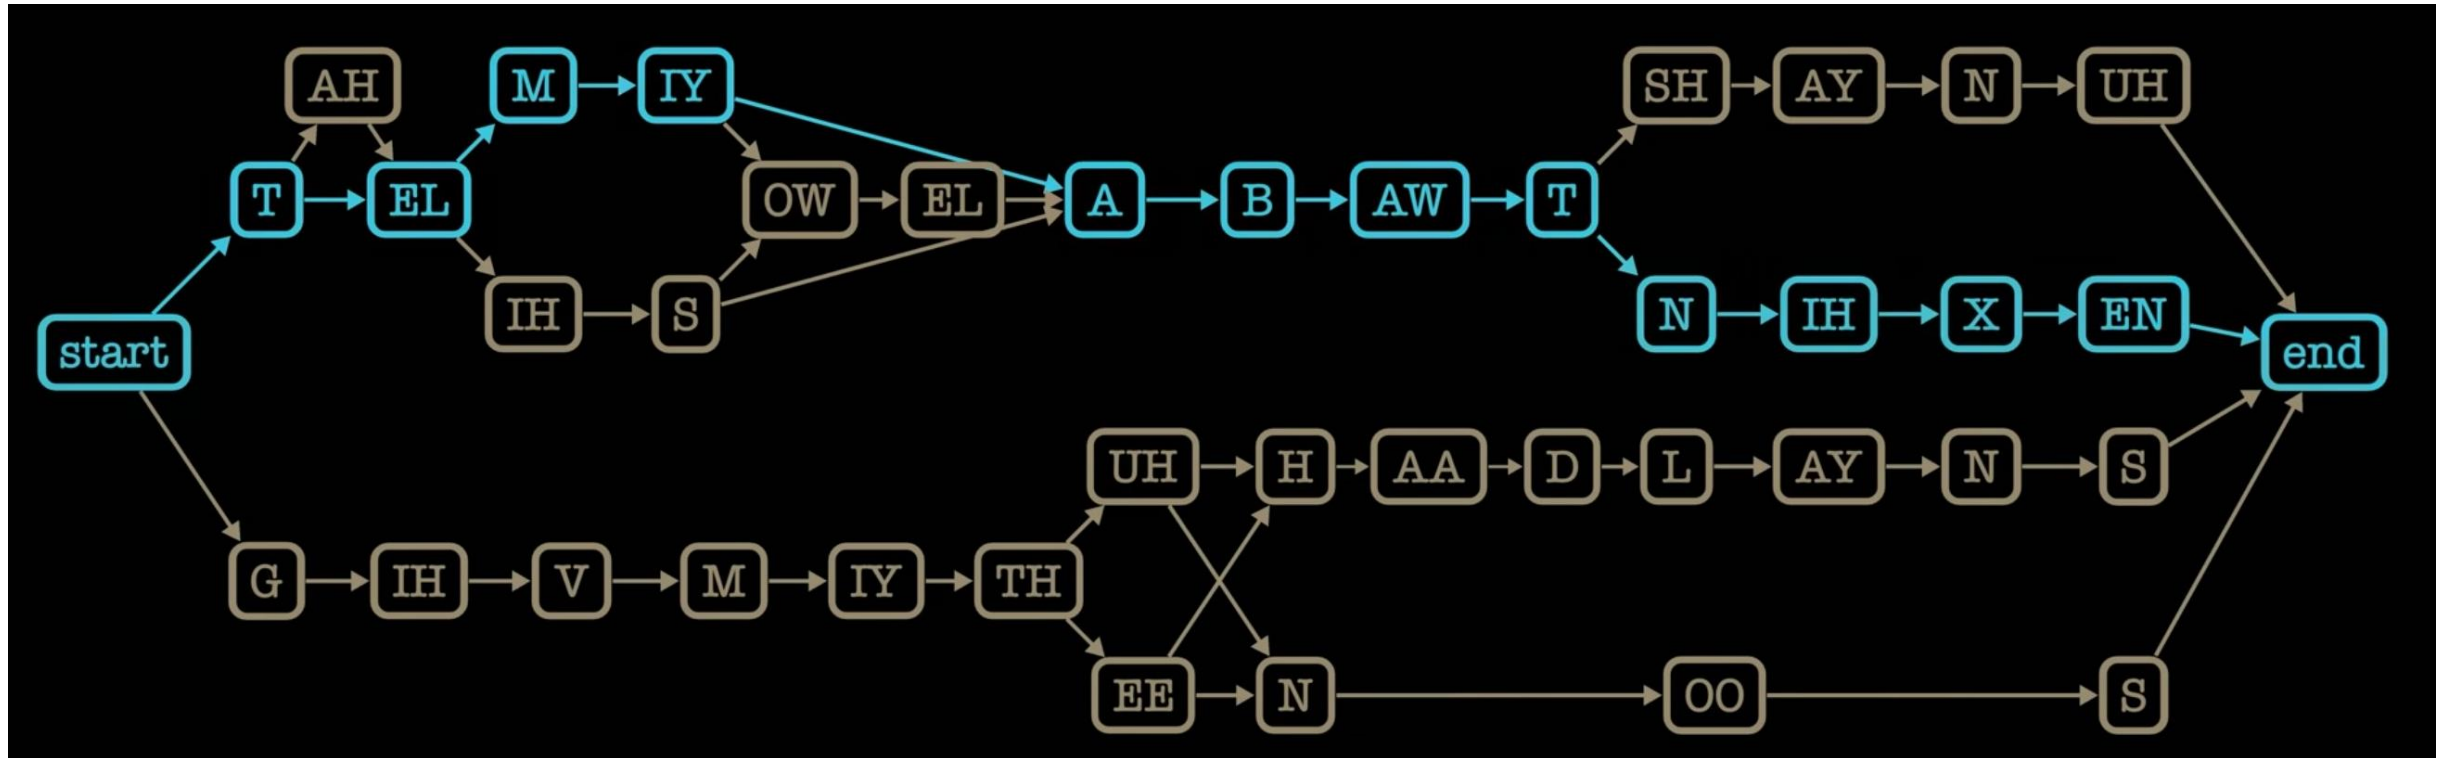 AH M IY SH AY N UH
T EL OW EL A B AW T
IH S N IH X EN
start end
UH H AA D L AY N S
G IH V M IY TH
EE N OO S